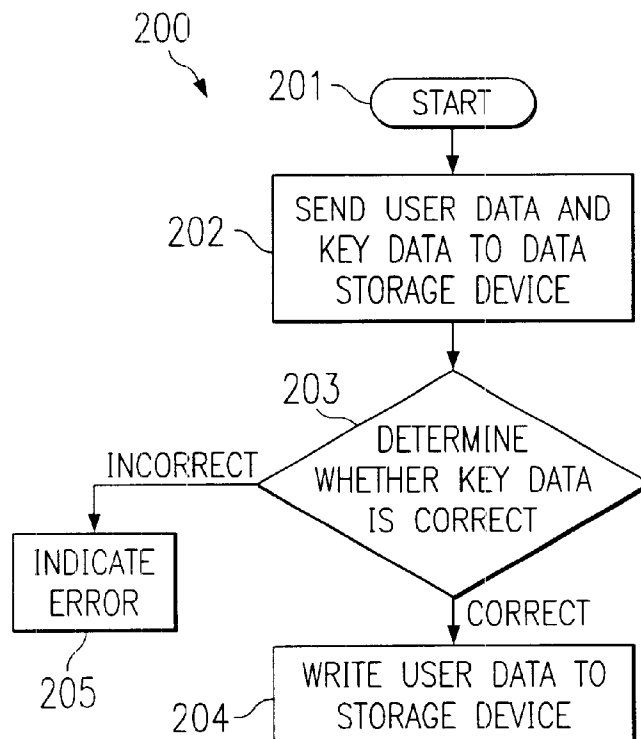 200
201
START
202
SEND USER DATA AND
KEY DATA TO DATA
STORAGE DEVICE
203
DETERMINE
WHETHER KEY DATA
IS CORRECT
INCORRECT
INDICATE
ERROR
205
CORRECT
204
WRITE USER DATA TO
STORAGE DEVICE